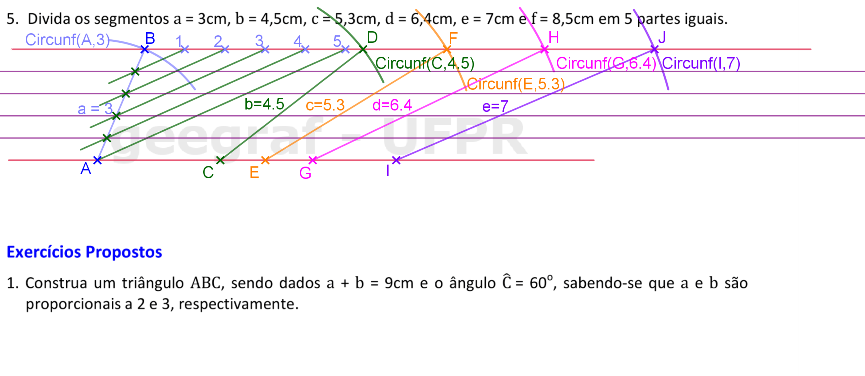 5. Divida os segmentos a = 3cm, b = 4,5cm, c = 5,3cm, d = 6,4cm, e = 7cm e f = 8,5cm em 5 partes iguais.
Circunf(A,3) B 1 2 3 4 5 D F H J
Circunf(C,4,5) Circunf(G,6.4) Circunf(I,7)
Circunf(E,5.3)
a = 3 b=4.5 c=5.3 d=6.4 e=7
geegraf - UFPR
A C E G I
Exercícios Propostos
1. Construa um triângulo ABC, sendo dados a + b = 9cm e o ângulo Ĉ = 60º, sabendo-se que a e b são
proporcionais a 2 e 3, respectivamente.